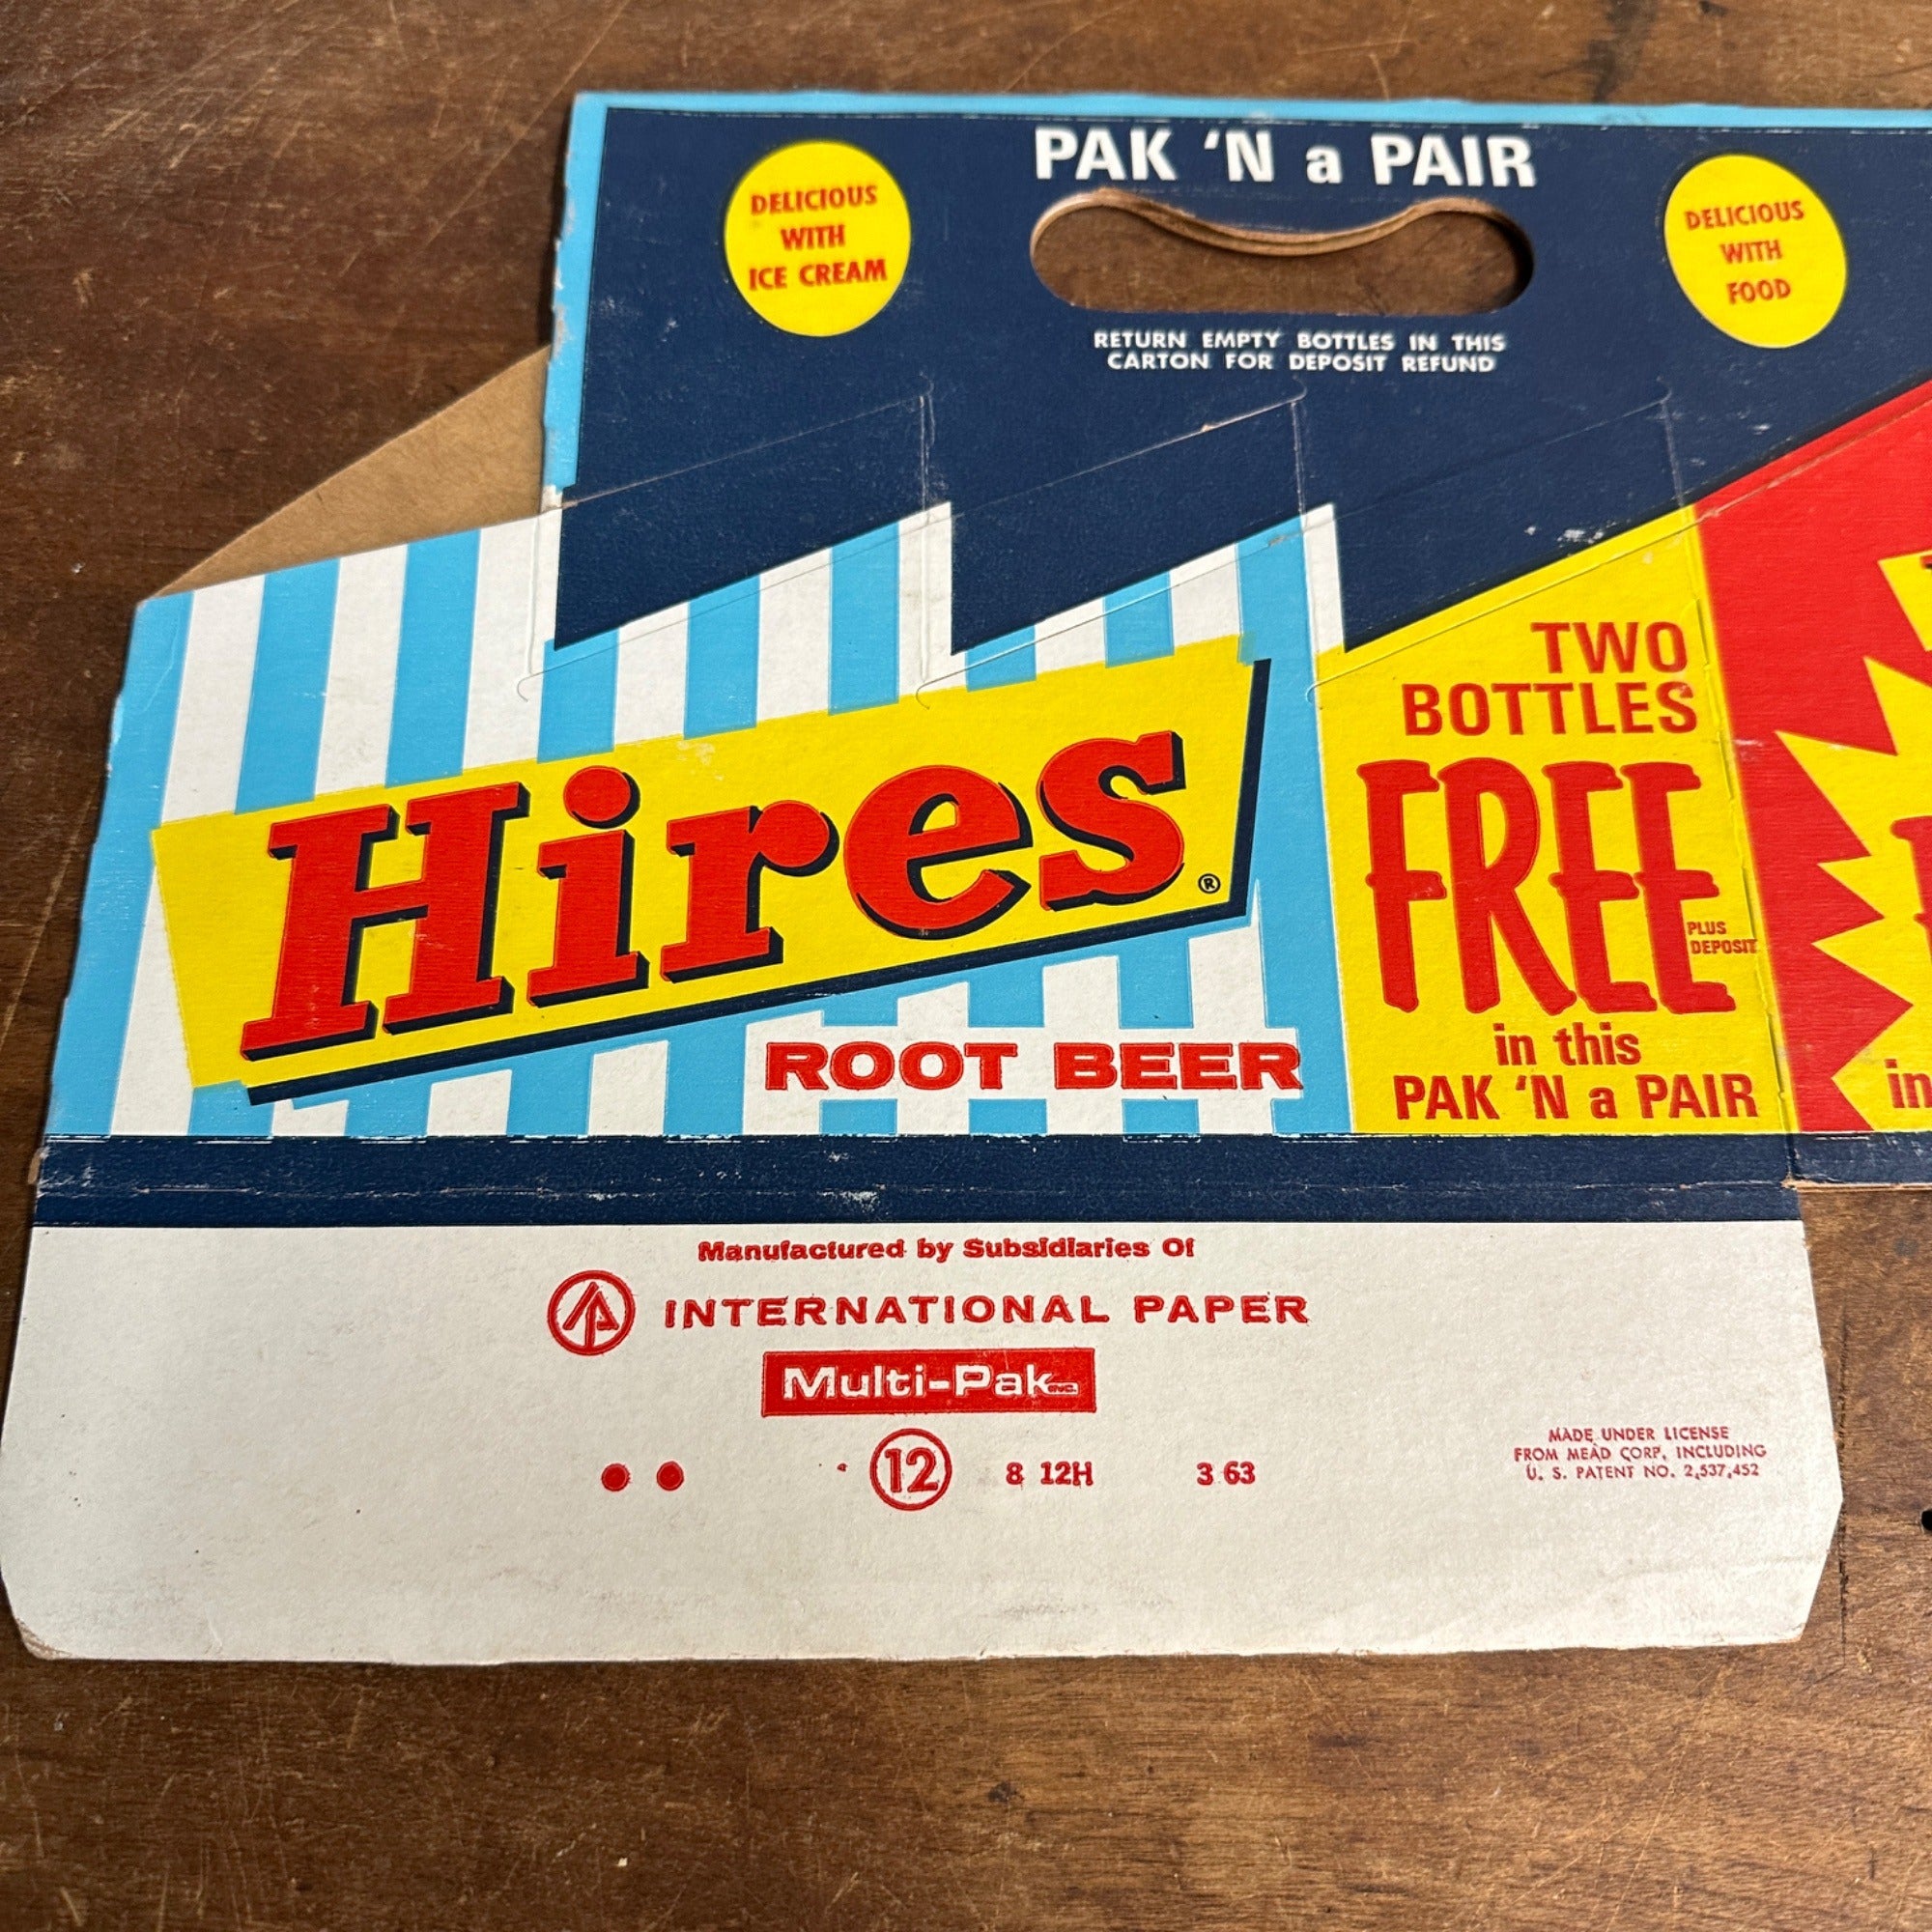 PAK 'N a PAIR
DELICIOUS
WITH
ICE CREAM
DELICIOUS
WITH
FOOD
RETURN EMPTY BOTTLES IN THIS
CARTON FOR DEPOSIT REFUND
Hires®
ROOT BEER
TWO
BOTTLES
FREE
PLUS
DEPOSIT
in this
PAK 'N a PAIR
in
Manufactured by Subsidiaries Of
INTERNATIONAL PAPER
Multi-Pak INC.
12 8 12H 3 63
MADE UNDER LICENSE
FROM MEAD CORP. INCLUDING
U. S. PATENT NO. 2,537,452